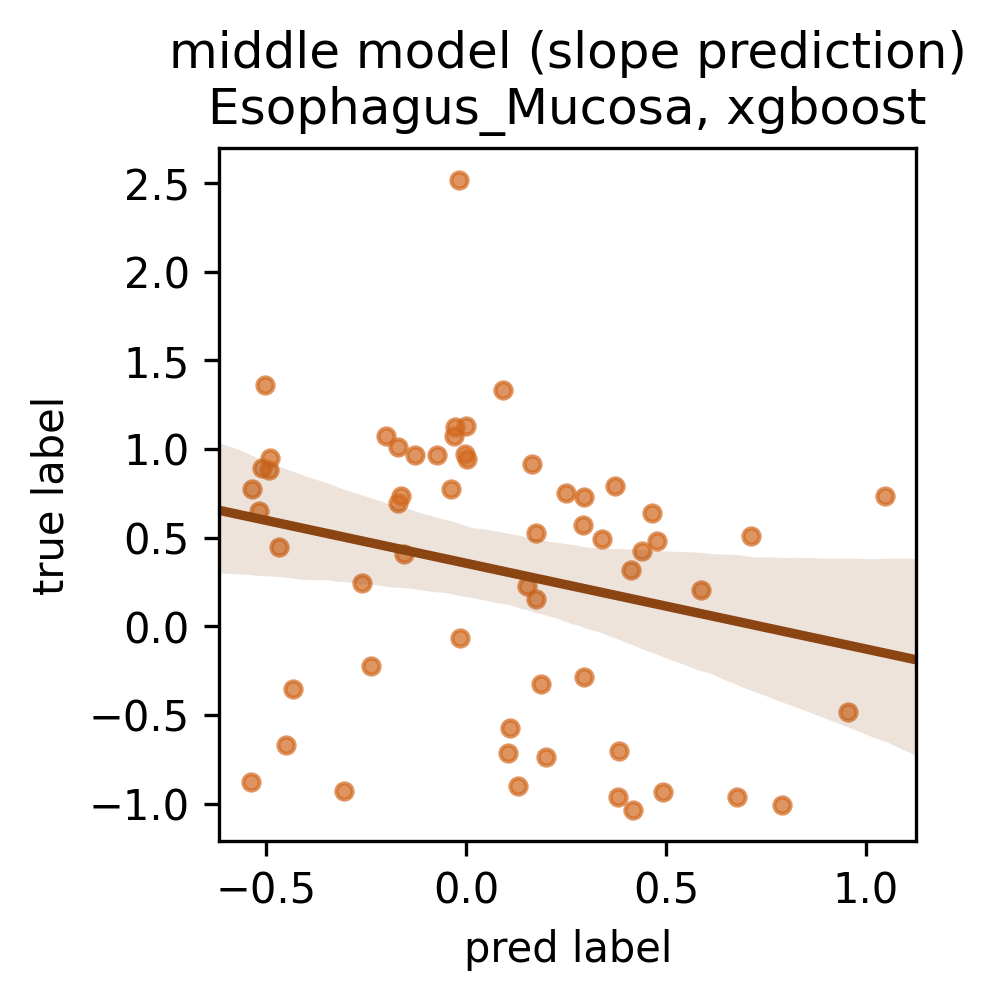 middle model (slope prediction)
Esophagus_Mucosa, xgboost
2.5
2.0
1.5
1.0
0.5
0.0
−0.5
−1.0
true label
−0.5 0.0 0.5 1.0
pred label